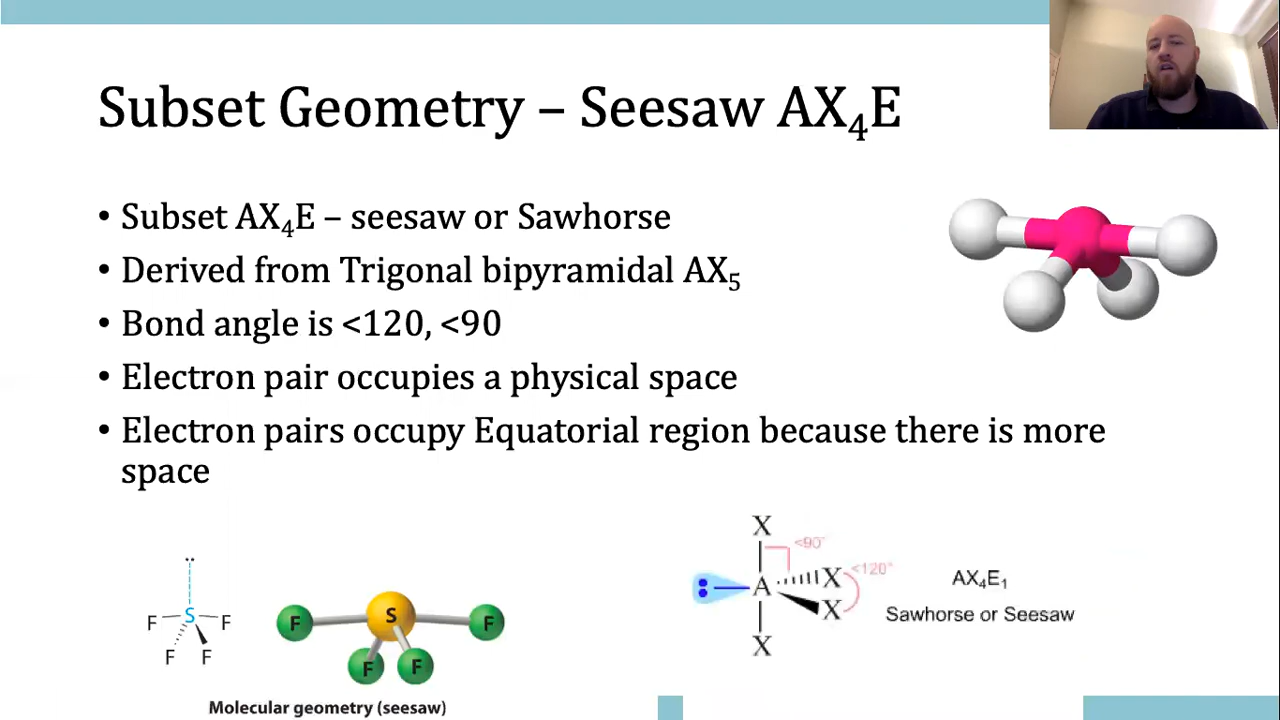 Subset Geometry – Seesaw AX₄E
• Subset AX₄E – seesaw or Sawhorse
• Derived from Trigonal bipyramidal AX₅
• Bond angle is <120, <90
• Electron pair occupies a physical space
• Electron pairs occupy Equatorial region because there is more
space
F S F
F F
F S F
F F
Molecular geometry (seesaw)
X
<90°
A X <120°
X
X
AX₄E₁
Sawhorse or Seesaw